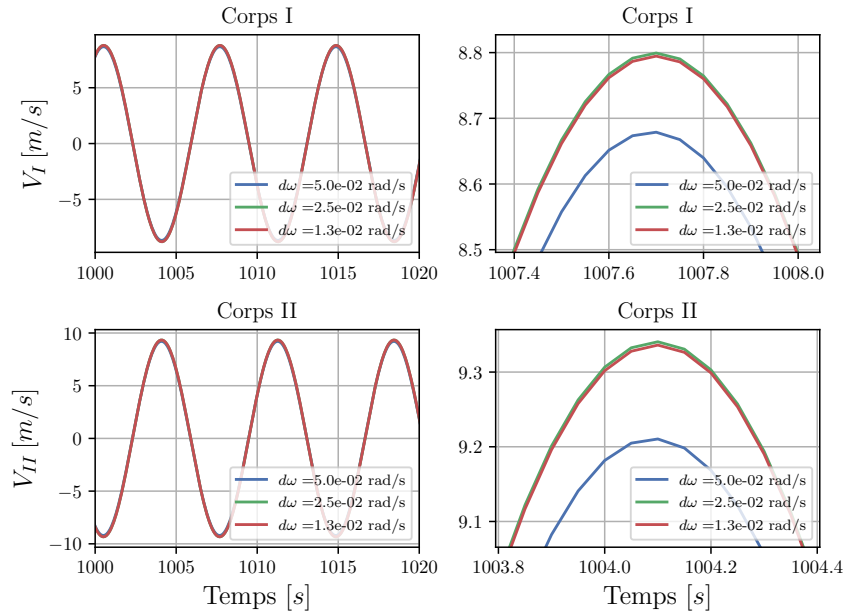 Corps I
V_I [m/s]
5
0
−5
dω =5.0e-02 rad/s
dω =2.5e-02 rad/s
dω =1.3e-02 rad/s
1000 1005 1010 1015 1020
Corps I
8.8
8.7
8.6
8.5
dω =5.0e-02 rad/s
dω =2.5e-02 rad/s
dω =1.3e-02 rad/s
1007.4 1007.6 1007.8 1008.0
Corps II
V_{II} [m/s]
10
5
0
−5
−10
dω =5.0e-02 rad/s
dω =2.5e-02 rad/s
dω =1.3e-02 rad/s
1000 1005 1010 1015 1020
Temps [s]
Corps II
9.3
9.2
9.1
dω =5.0e-02 rad/s
dω =2.5e-02 rad/s
dω =1.3e-02 rad/s
1003.8 1004.0 1004.2 1004.4
Temps [s]